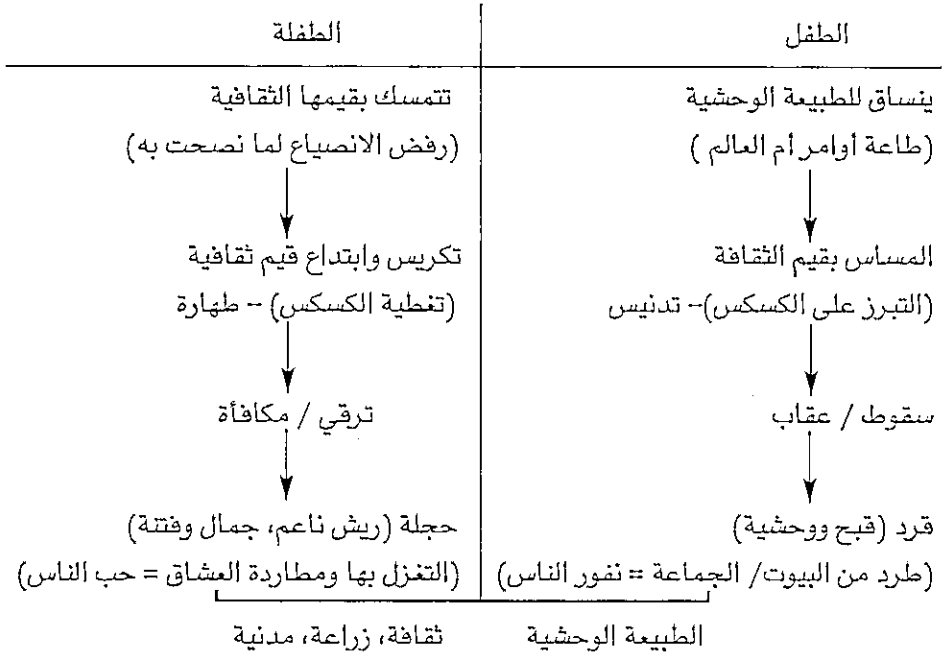 الطفل الطفلة
ينساق للطبيعة الوحشية تتمسك بقيمها الثقافية
(طاعة أوامر أم العالم ) (رفض الانصياع لما نصحت به)
المساس بقيم الثقافة تكريس وابتداع قيم ثقافية
(التبرز على الكسكس)- تدنيس (تغطية الكسكس) - طهارة
سقوط / عقاب ترقي / مكافأة
قرد (قبح ووحشية) حجلة (ريش ناعم، جمال وفتنة)
(طرد من البيوت/ الجماعة = نفور الناس) (التغزل بها ومطاردة العشاق = حب الناس)
الطبيعة الوحشية ثقافة، زراعة، مدنية